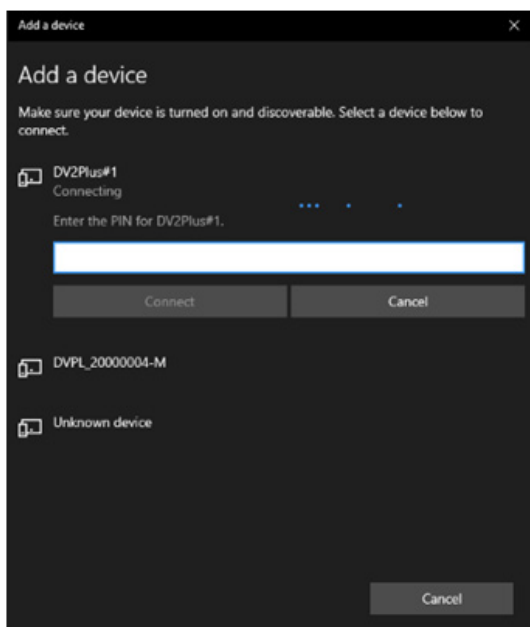 Add a device
Add a device
Make sure your device is turned on and discoverable. Select a device below to
connect.
DV2Plus#1
Connecting
Enter the PIN for DV2Plus#1.
Connect Cancel
DVPL_20000004-M
Unknown device
Cancel